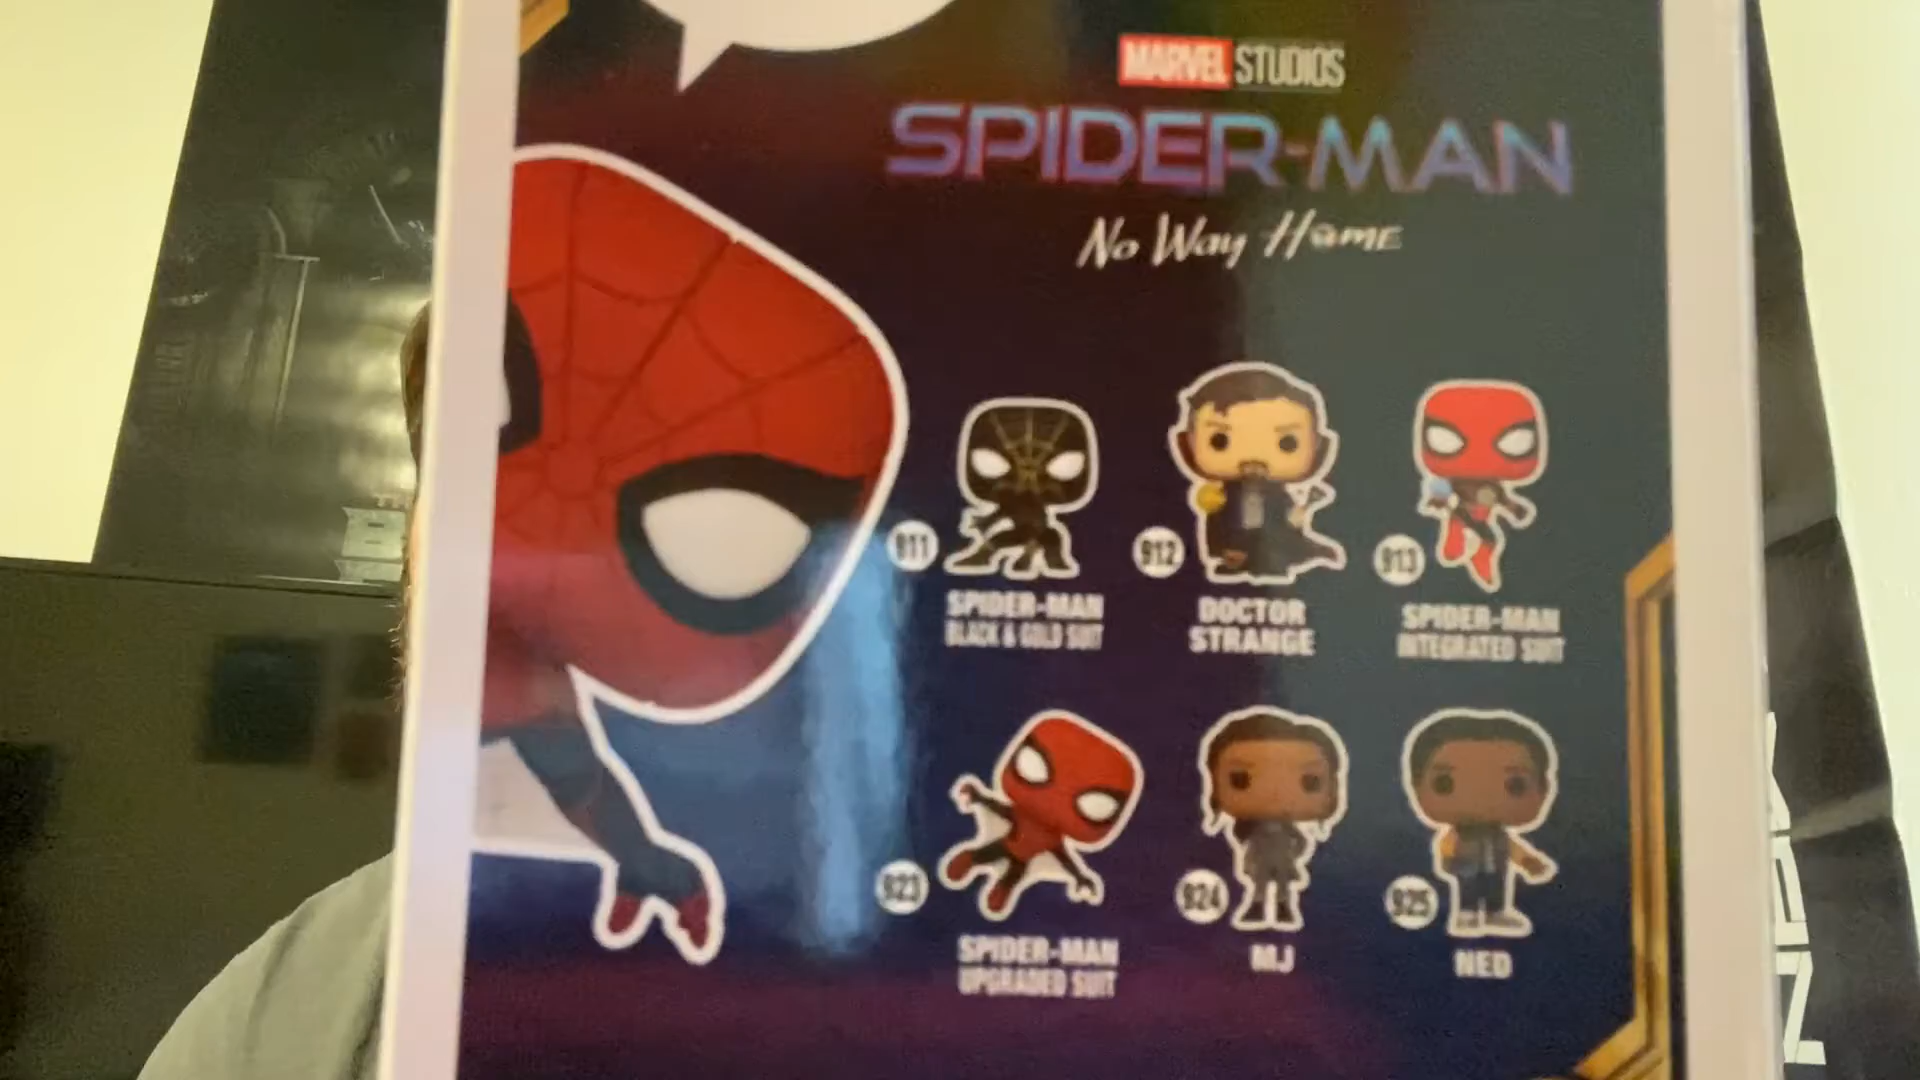 MARVEL STUDIOS
SPIDER-MAN
No Way Home
911
SPIDER-MAN
BLACK & GOLD SUIT
912
DOCTOR
STRANGE
913
SPIDER-MAN
INTEGRATED SUIT
923
SPIDER-MAN
UPGRADED SUIT
924
MJ
925
NED